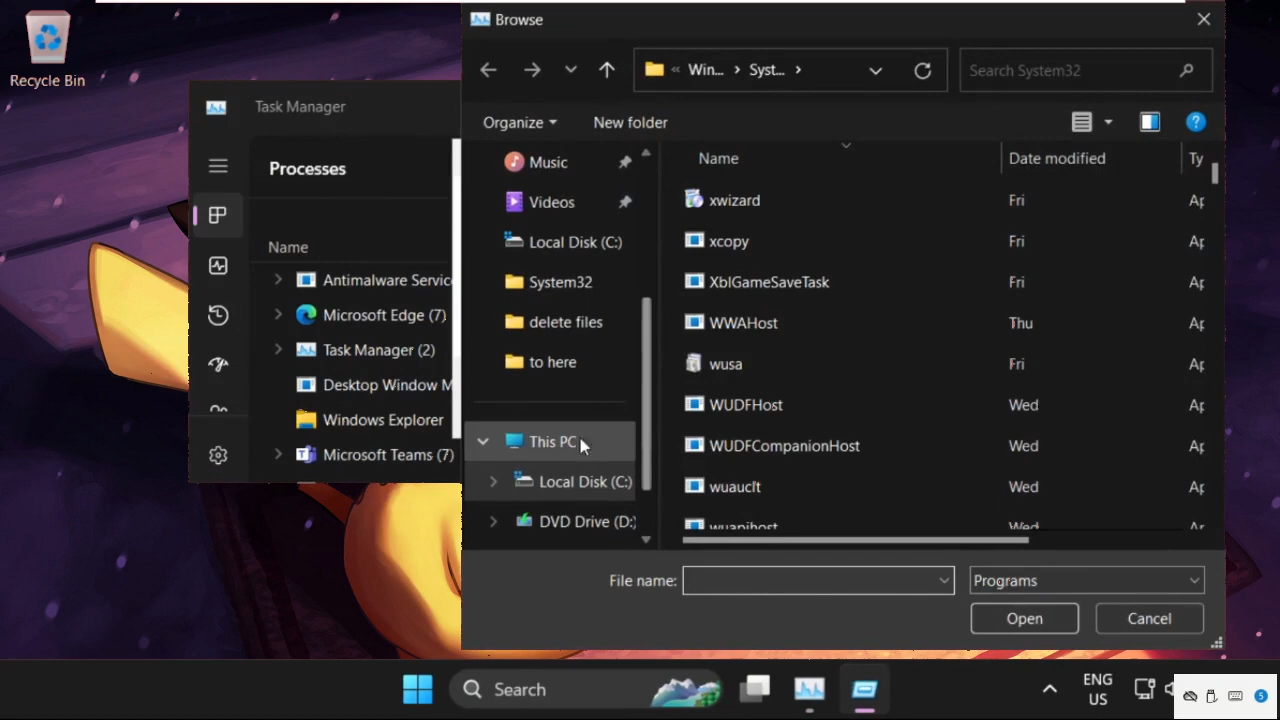 Recycle Bin
Task Manager
Processes
Name
Antimalware Servic
Microsoft Edge (7)
Task Manager (2)
Desktop Window M
Windows Explorer
Microsoft Teams (7)
Browse
« Win... › Syst... ›
Search System32
Organize
New folder
Music
Videos
Local Disk (C:)
System32
delete files
to here
This PC
Local Disk (C:)
DVD Drive (D:)
Name Date modified Ty
xwizard Fri Ap
xcopy Fri Ap
XblGameSaveTask Fri Ap
WWAHost Thu Ap
wusa Fri Ap
WUDFHost Wed Ap
WUDFCompanionHost Wed Ap
wuauclt Wed Ap
wuapihost Wed Ap
File name:
Programs
Open
Cancel
Search
ENG
US
5